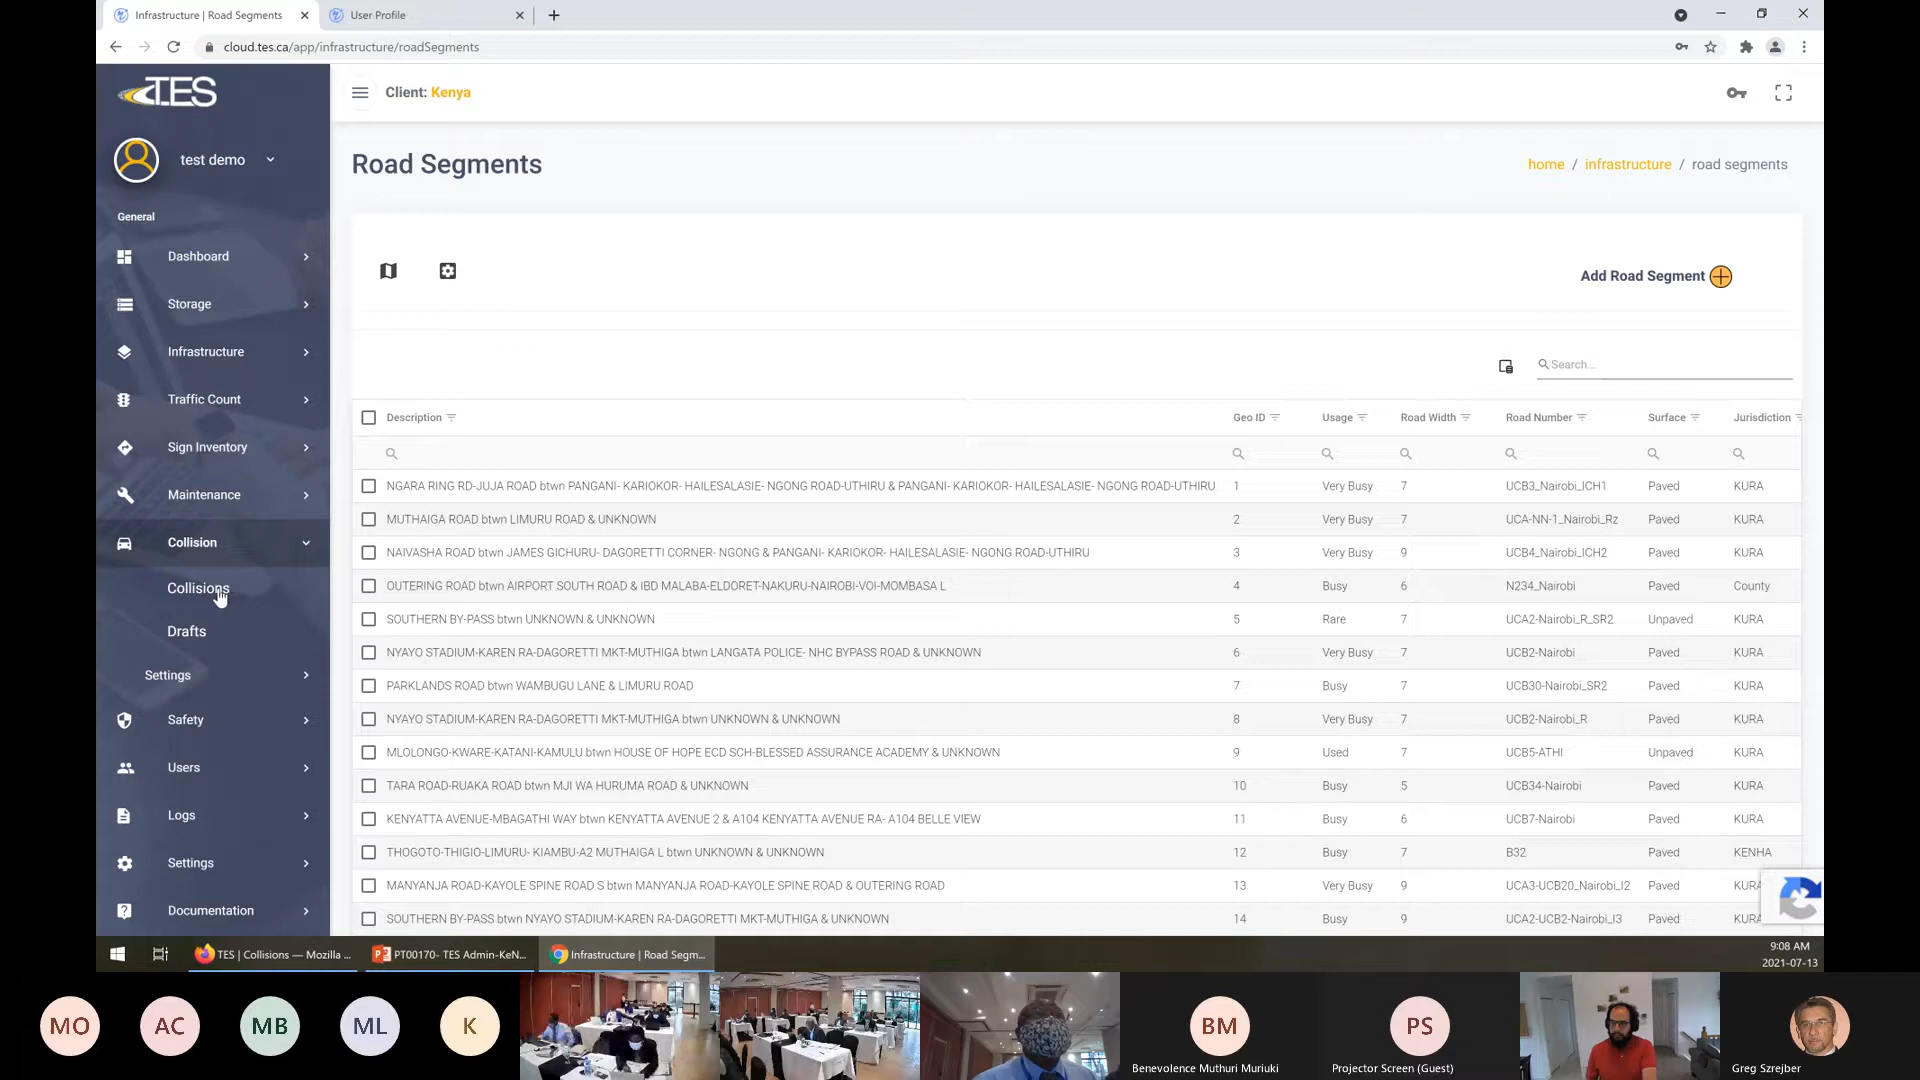 Infrastructure | Road Segments
User Profile
cloud.tes.ca/app/infrastructure/roadSegments
TES
Client: Kenya
test demo
Road Segments
home / infrastructure / road segments
General
Dashboard
Storage
Infrastructure
Traffic Count
Sign Inventory
Maintenance
Collision
Collisions
Drafts
Settings
Safety
Users
Logs
Settings
Documentation
Add Road Segment
Search...
Description Geo ID Usage Road Width Road Number Surface Jurisdiction
NGARA RING RD-JUJA ROAD btwn PANGANI- KARIOKOR- HAILESALASIE- NGONG ROAD-UTHIRU & PANGANI- KARIOKOR- HAILESALASIE- NGONG ROAD-UTHIRU 1 Very Busy 7 UCB3_Nairobi_ICH1 Paved KURA
MUTHAIGA ROAD btwn LIMURU ROAD & UNKNOWN 2 Very Busy 7 UCA-NN-1_Nairobi_Rz Paved KURA
NAIVASHA ROAD btwn JAMES GICHURU- DAGORETTI CORNER- NGONG & PANGANI- KARIOKOR- HAILESALASIE- NGONG ROAD-UTHIRU 3 Very Busy 9 UCB4_Nairobi_ICH2 Paved KURA
OUTERING ROAD btwn AIRPORT SOUTH ROAD & IBD MALABA-ELDORET-NAKURU-NAIROBI-VOI-MOMBASA L 4 Busy 6 N234_Nairobi Paved County
SOUTHERN BY-PASS btwn UNKNOWN & UNKNOWN 5 Rare 7 UCA2-Nairobi_R_SR2 Unpaved KURA
NYAYO STADIUM-KAREN RA-DAGORETTI MKT-MUTHIGA btwn LANGATA POLICE- NHC BYPASS ROAD & UNKNOWN 6 Very Busy 7 UCB2-Nairobi Paved KURA
PARKLANDS ROAD btwn WAMBUGU LANE & LIMURU ROAD 7 Busy 7 UCB30-Nairobi_SR2 Paved KURA
NYAYO STADIUM-KAREN RA-DAGORETTI MKT-MUTHIGA btwn UNKNOWN & UNKNOWN 8 Very Busy 7 UCB2-Nairobi_R Paved KURA
MLOLONGO-KWARE-KATANI-KAMULU btwn HOUSE OF HOPE ECD SCH-BLESSED ASSURANCE ACADEMY & UNKNOWN 9 Used 7 UCB5-ATHI Unpaved KURA
TARA ROAD-RUAKA ROAD btwn MJI WA HURUMA ROAD & UNKNOWN 10 Busy 5 UCB34-Nairobi Paved KURA
KENYATTA AVENUE-MBAGATHI WAY btwn KENYATTA AVENUE 2 & A104 KENYATTA AVENUE RA- A104 BELLE VIEW 11 Busy 6 UCB7-Nairobi Paved KURA
THOGOTO-THIGIO-LIMURU- KIAMBU-A2 MUTHAIGA L btwn UNKNOWN & UNKNOWN 12 Busy 7 B32 Paved KENHA
MANYANJA ROAD-KAYOLE SPINE ROAD S btwn MANYANJA ROAD-KAYOLE SPINE ROAD & OUTERING ROAD 13 Very Busy 9 UCA3-UCB20_Nairobi_I2 Paved KURA
SOUTHERN BY-PASS btwn NYAYO STADIUM-KAREN RA-DAGORETTI MKT-MUTHIGA & UNKNOWN 14 Busy 9 UCA2-UCB2-Nairobi_I3 Paved KURA
TES | Collisions — Mozilla ...
PT00170- TES Admin-KeN...
Infrastructure | Road Segm...
9:08 AM
2021-07-13
MO
AC
MB
ML
K
BM
PS
Benevolence Muthuri Muriuki
Projector Screen (Guest)
Greg Szrejber